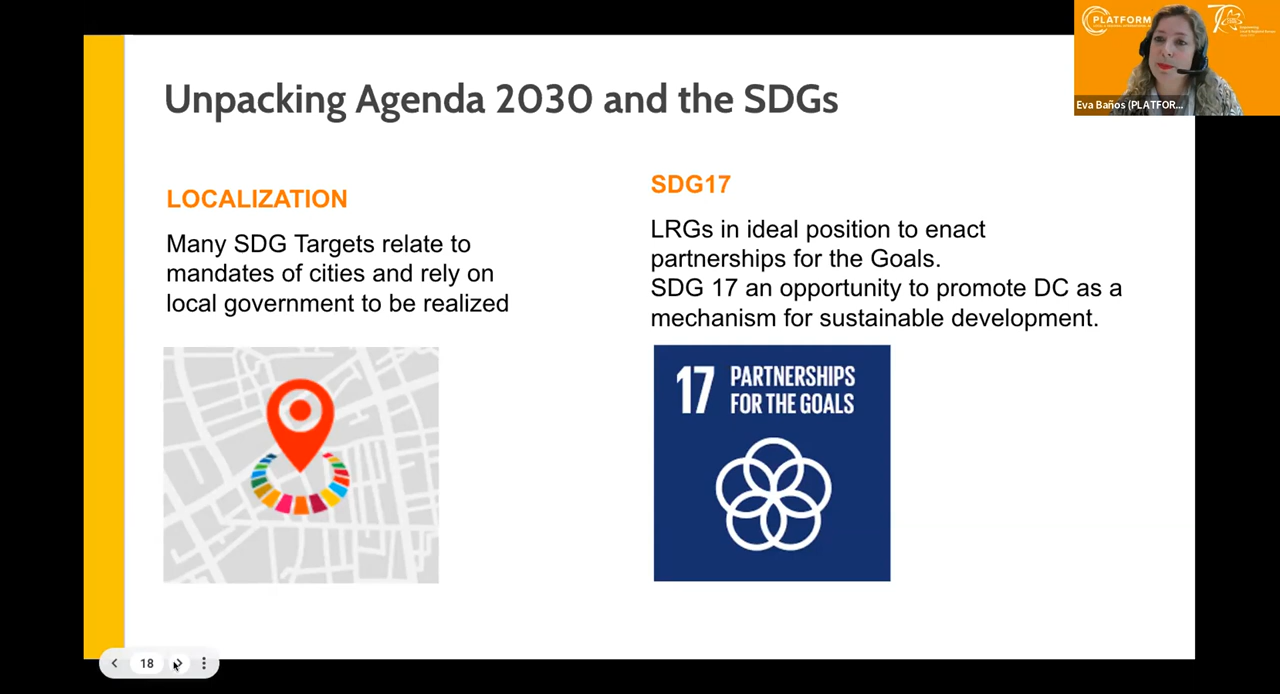 Unpacking Agenda 2030 and the SDGs
LOCALIZATION
Many SDG Targets relate to
mandates of cities and rely on
local government to be realized
SDG17
LRGs in ideal position to enact
partnerships for the Goals.
SDG 17 an opportunity to promote DC as a
mechanism for sustainable development.
17 PARTNERSHIPS
FOR THE GOALS
PLATFORM
Eva Baños (PLATFOR...
18